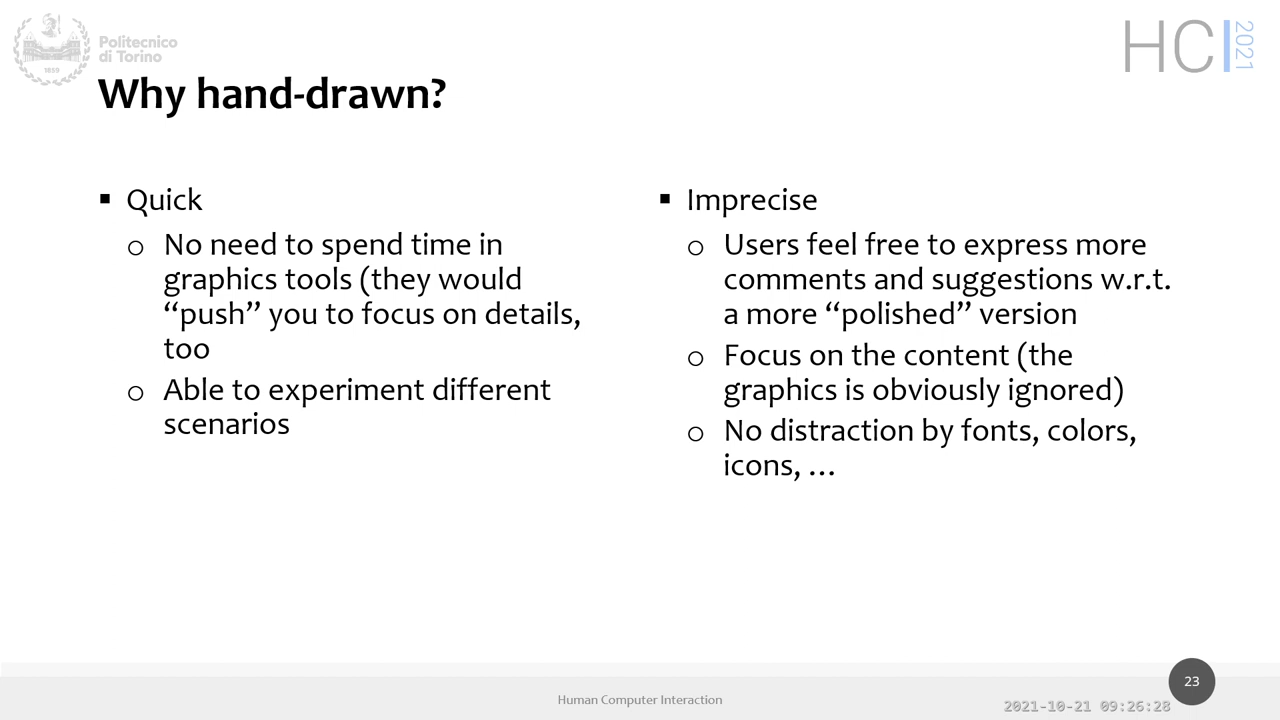 Politecnico
di Torino
1859
HCI
2021
Why hand-drawn?
▪ Quick
o No need to spend time in
graphics tools (they would
“push” you to focus on details,
too
o Able to experiment different
scenarios
▪ Imprecise
o Users feel free to express more
comments and suggestions w.r.t.
a more “polished” version
o Focus on the content (the
graphics is obviously ignored)
o No distraction by fonts, colors,
icons, …
Human Computer Interaction
23
2021-10-21 09:26:28